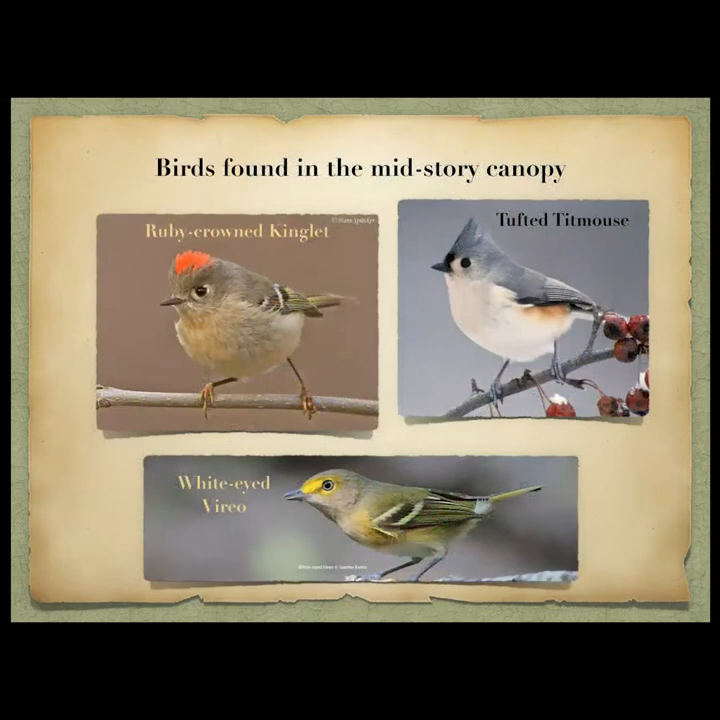 Birds found in the mid-story canopy
Ruby-crowned Kinglet
Tufted Titmouse
White-eyed
Vireo